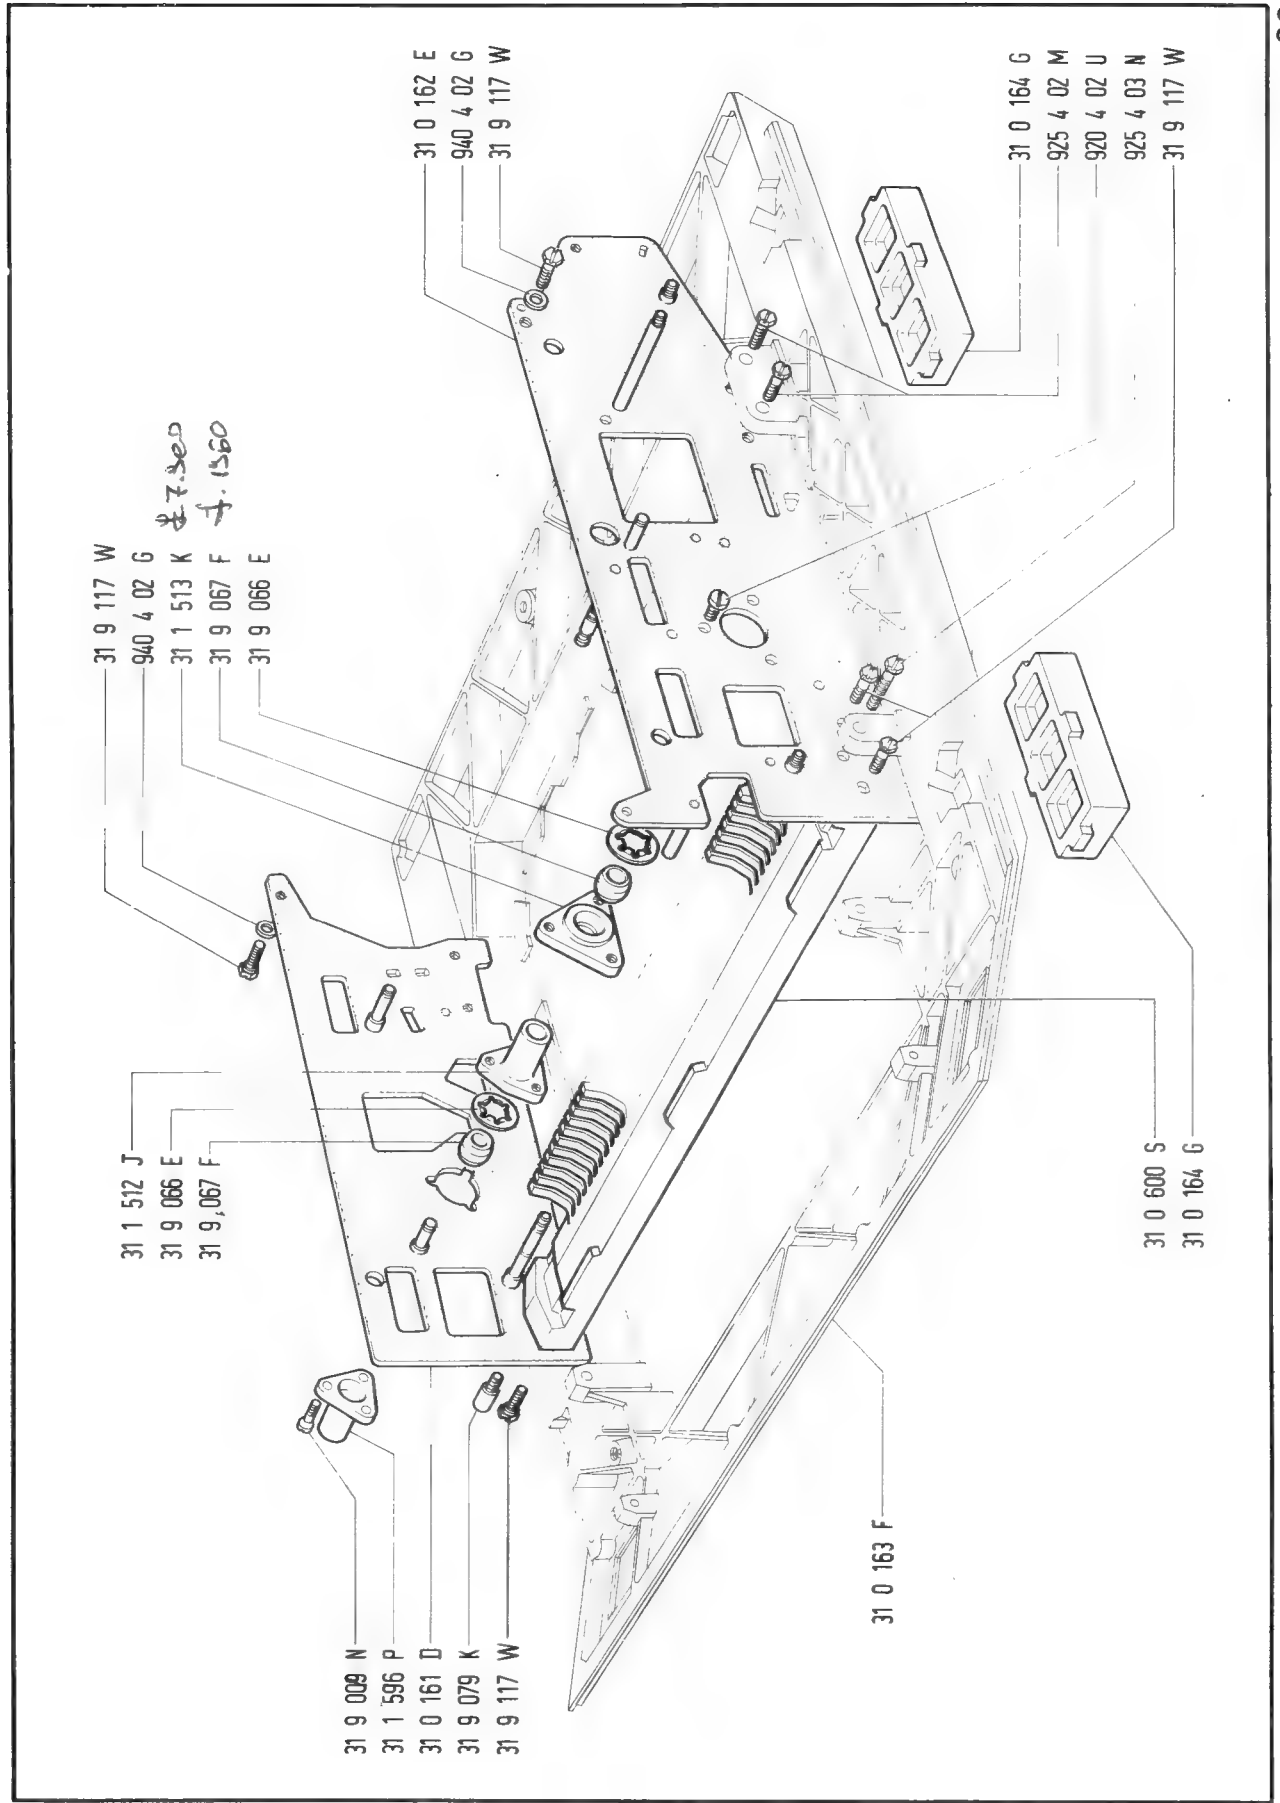 31 9 009 N
31 1 596 P
31 0 161 D
31 9 079 K
31 9 117 W
31 1 512 J
31 9 066 E
31 9,067 F
31 9 117 W
940 4 02 G
31 1 513 K
31 9 067 F
31 9 066 E
31 0 162 E
940 4 02 G
31 9 117 W
31 0 163 F
31 0 600 S
31 0 164 G
31 0 164 G
925 4 02 M
920 4 02 U
925 4 03 N
31 9 117 W